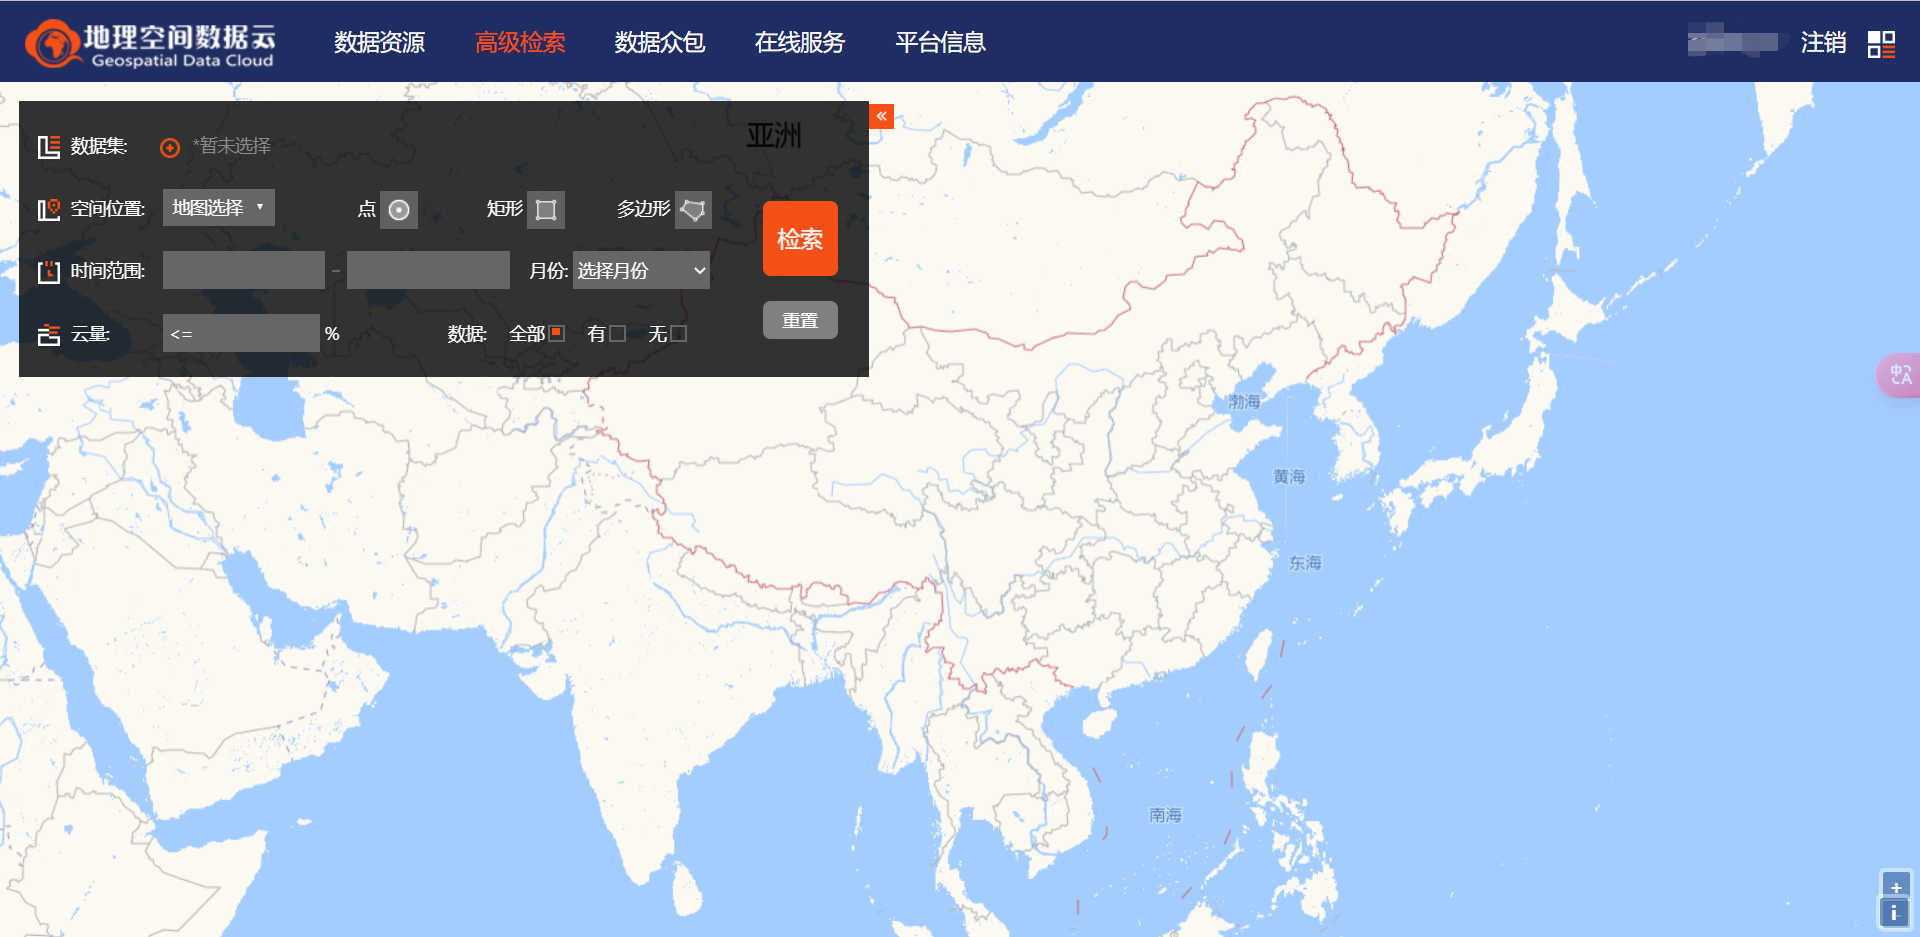 地理空间数据云
Geospatial Data Cloud
数据资源 高级检索 数据众包 在线服务 平台信息
注销
亚洲
数据集: *暂未选择
空间位置: 地图选择 点 矩形 多边形
检索
时间范围: - 月份: 选择月份
重置
云量: <= % 数据: 全部 有 无
«
中A
渤海
黄海
东海
南海
+
i